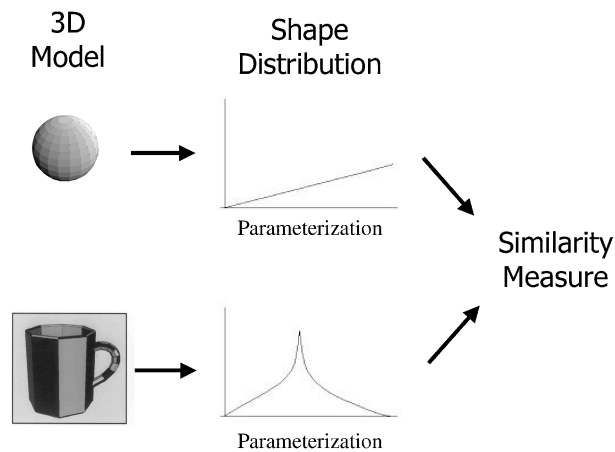 3D
Model
Shape
Distribution
Parameterization
Similarity
Measure
Parameterization